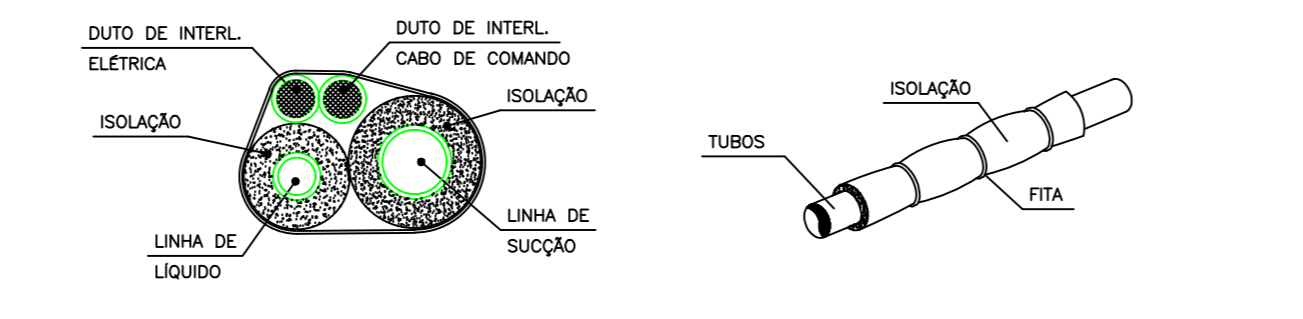 DUTO DE INTERL.
ELÉTRICA
DUTO DE INTERL.
CABO DE COMANDO
ISOLAÇÃO
ISOLAÇÃO
LINHA DE
LÍQUIDO
LINHA DE
SUCÇÃO
ISOLAÇÃO
TUBOS
FITA